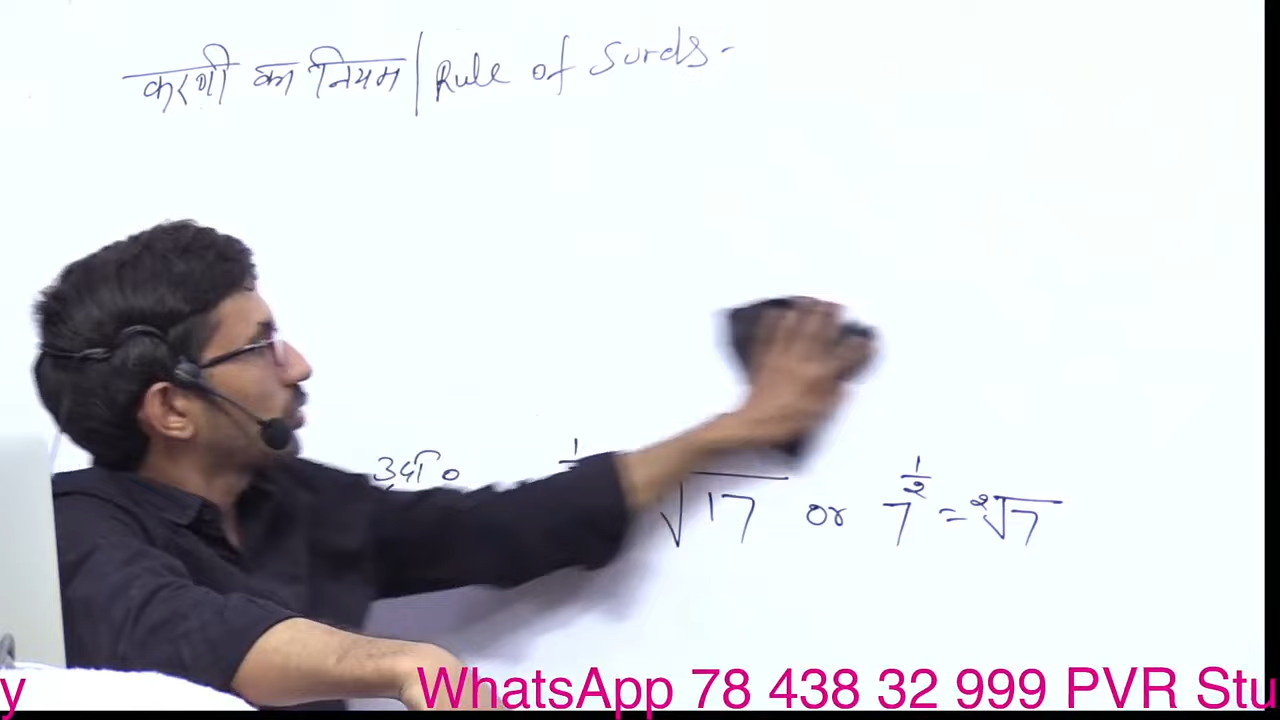 करणी का नियम | Rule of Surds -
उदा०
1
√17 or 7^(1/2) = ²√7
y WhatsApp 78 438 32 999 PVR Stu